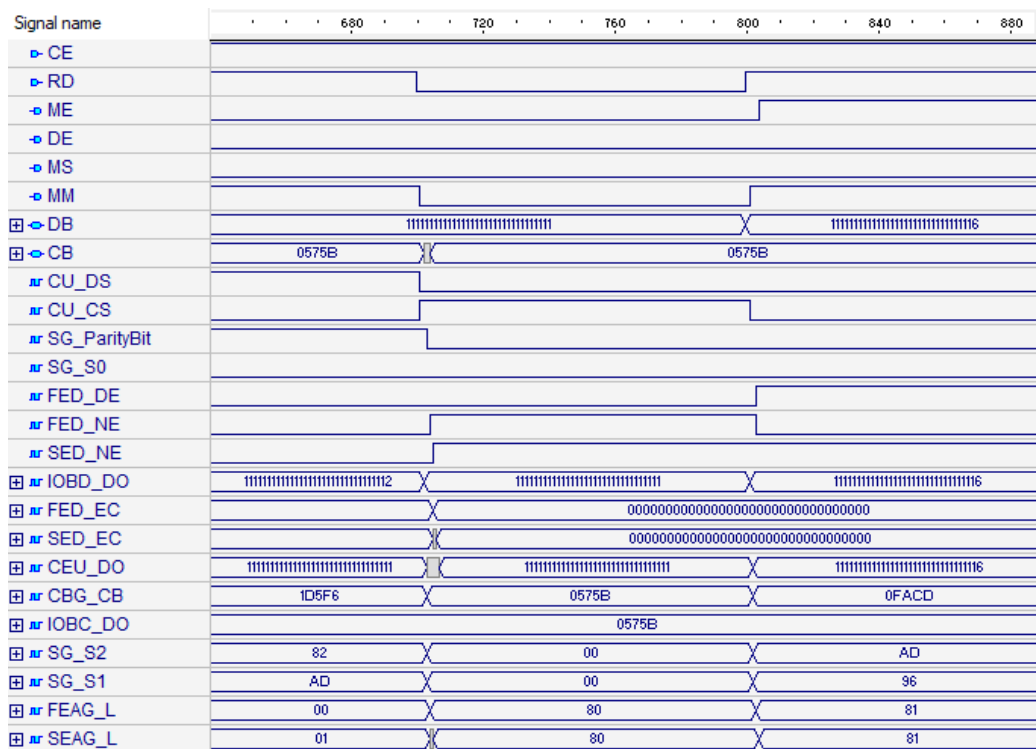 Signal name 680 720 760 800 840 880
CE
RD
ME
DE
MS
MM
DB 11111111111111111111111111111111 11111111111111111111111111111116
CB 0575B 0575B
CU_DS
CU_CS
SG_ParityBit
SG_S0
FED_DE
FED_NE
SED_NE
IOBD_DO 11111111111111111111111111111112 11111111111111111111111111111111 11111111111111111111111111111116
FED_EC 00000000000000000000000000000000
SED_EC 00000000000000000000000000000000
CEU_DO 11111111111111111111111111111111 11111111111111111111111111111111 11111111111111111111111111111116
CBG_CB 1D5F6 0575B 0FACD
IOBC_DO 0575B
SG_S2 82 00 AD
SG_S1 AD 00 96
FEAG_L 00 80 81
SEAG_L 01 80 81